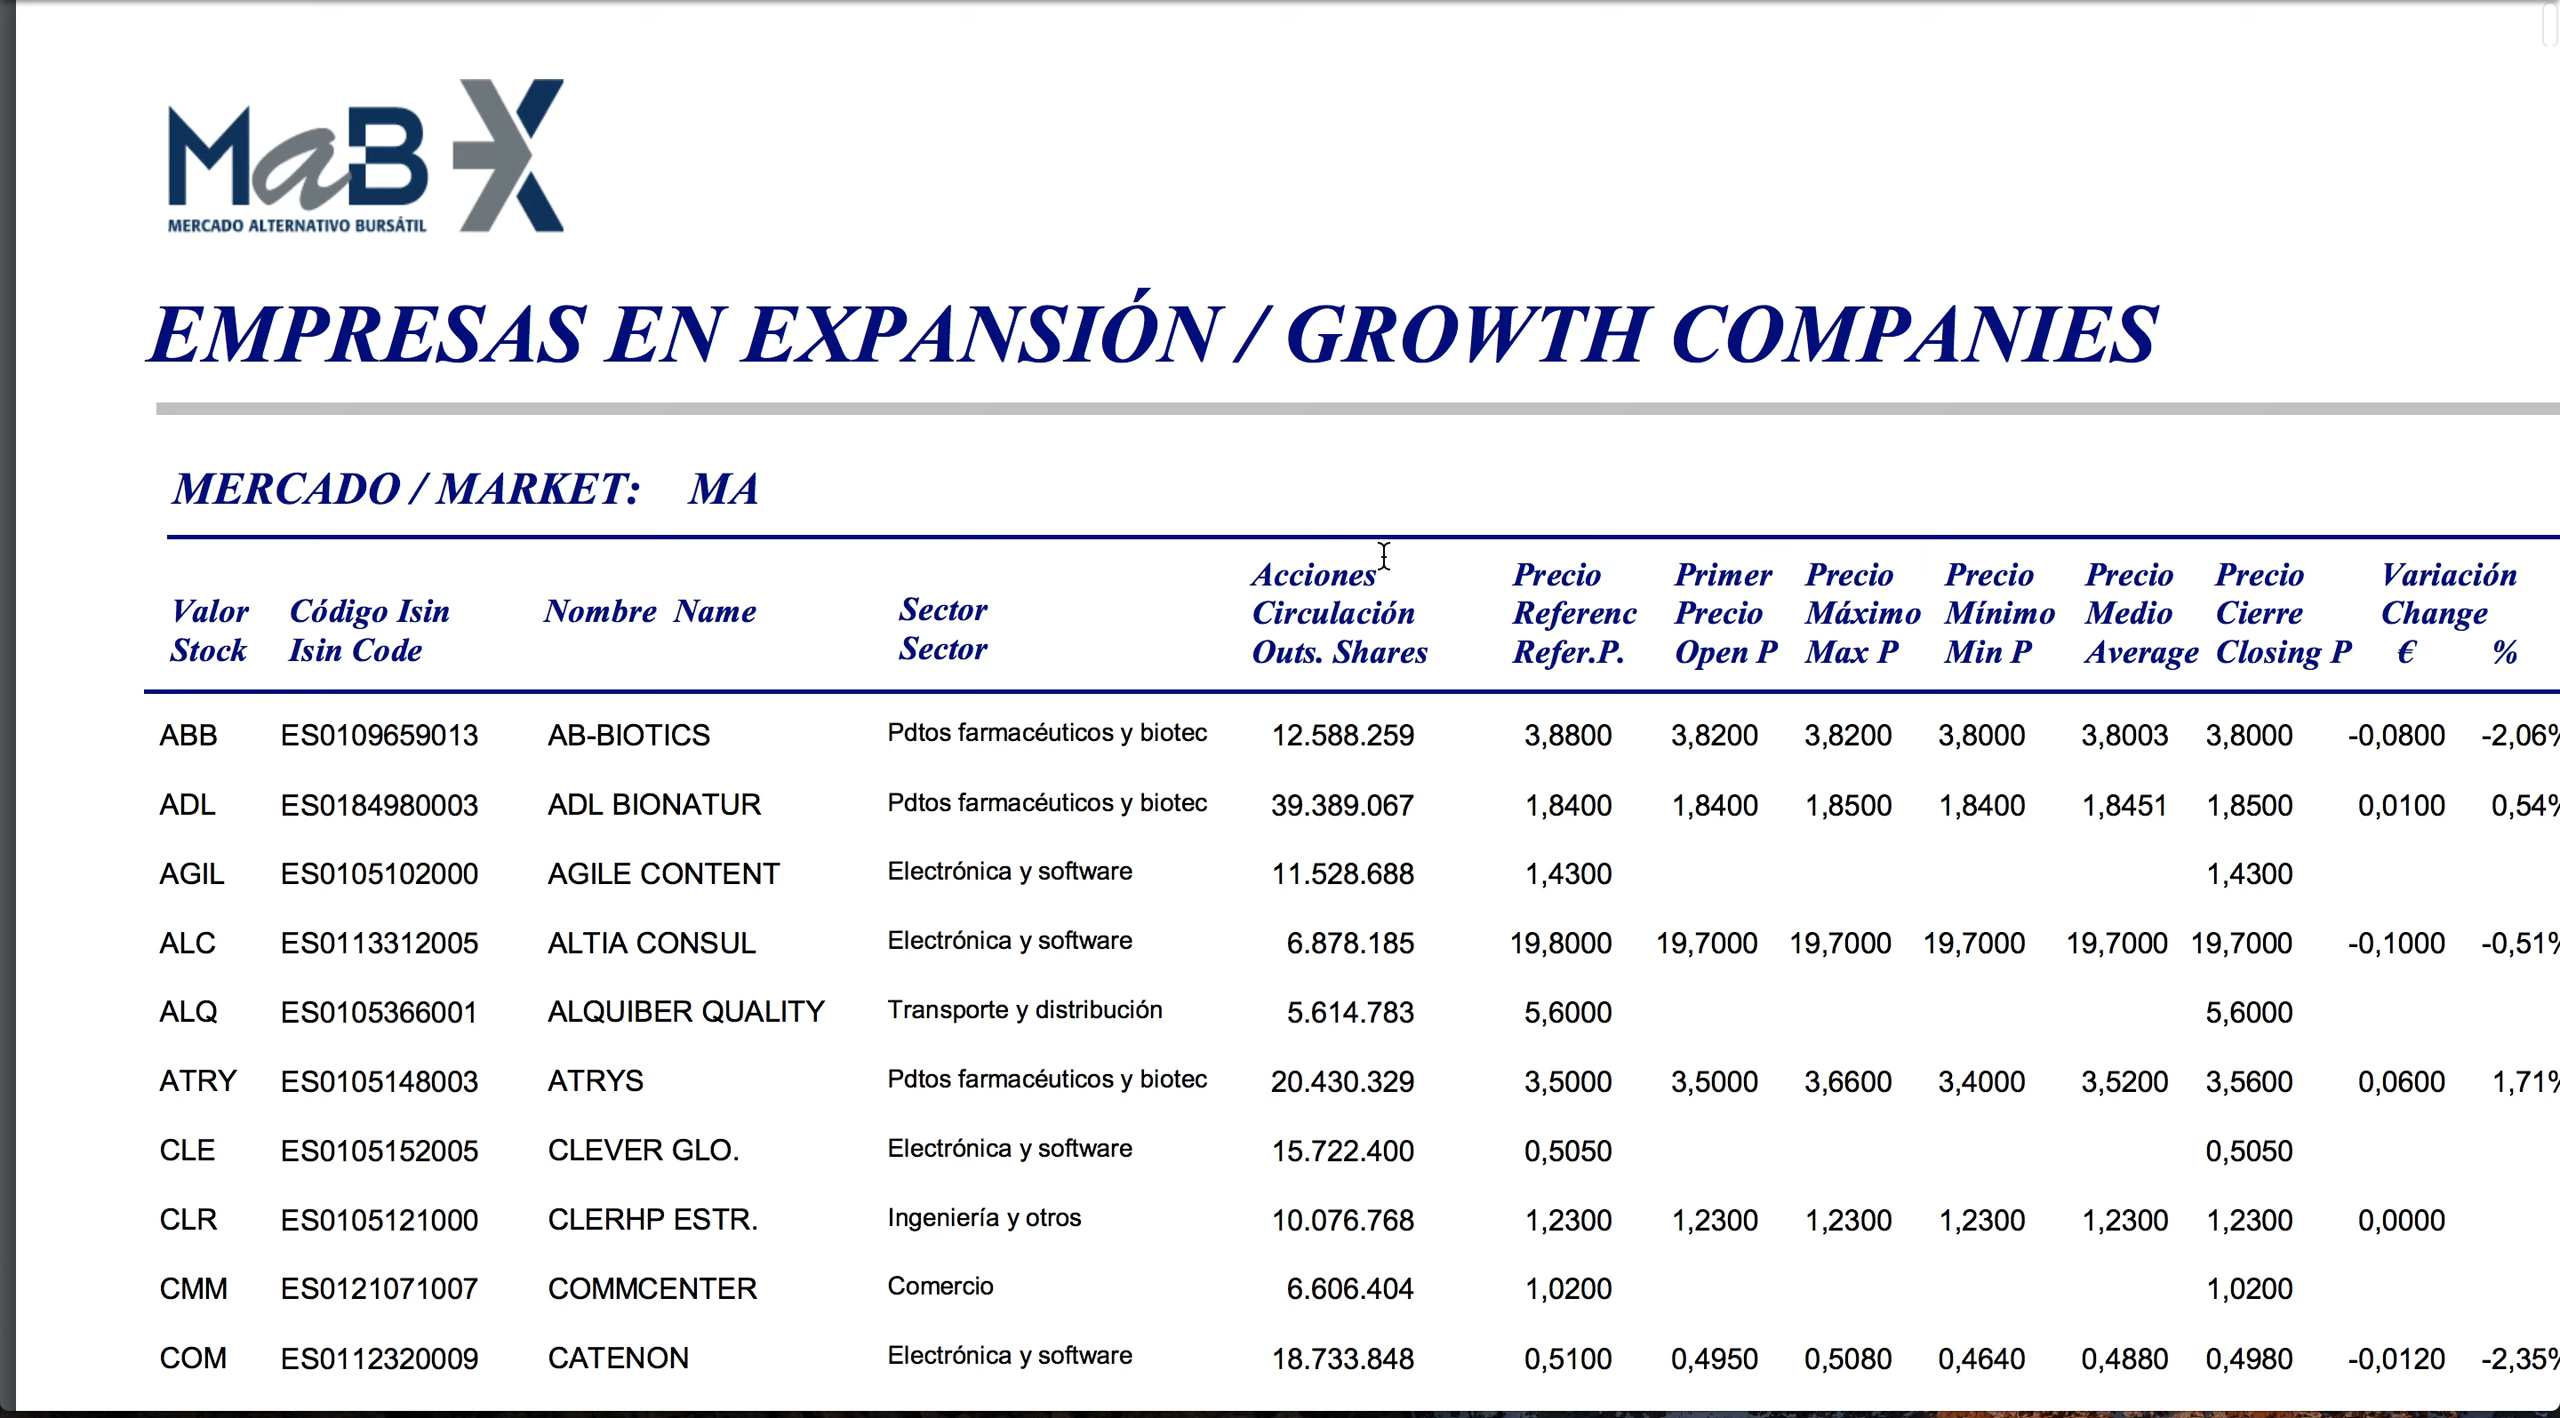 MaB
MERCADO ALTERNATIVO BURSÁTIL
EMPRESAS EN EXPANSIÓN / GROWTH COMPANIES
MERCADO / MARKET: MA
Valor Stock Código Isin Isin Code Nombre Name Sector Sector Acciones Circulación Outs. Shares Precio Referenc Refer.P. Primer Precio Open P Precio Máximo Max P Precio Mínimo Min P Precio Medio Average Precio Cierre Closing P Variación Change € %
ABB ES0109659013 AB-BIOTICS Pdtos farmacéuticos y biotec 12.588.259 3,8800 3,8200 3,8200 3,8000 3,8003 3,8000 -0,0800 -2,06%
ADL ES0184980003 ADL BIONATUR Pdtos farmacéuticos y biotec 39.389.067 1,8400 1,8400 1,8500 1,8400 1,8451 1,8500 0,0100 0,54%
AGIL ES0105102000 AGILE CONTENT Electrónica y software 11.528.688 1,4300 1,4300
ALC ES0113312005 ALTIA CONSUL Electrónica y software 6.878.185 19,8000 19,7000 19,7000 19,7000 19,7000 19,7000 -0,1000 -0,51%
ALQ ES0105366001 ALQUIBER QUALITY Transporte y distribución 5.614.783 5,6000 5,6000
ATRY ES0105148003 ATRYS Pdtos farmacéuticos y biotec 20.430.329 3,5000 3,5000 3,6600 3,4000 3,5200 3,5600 0,0600 1,71%
CLE ES0105152005 CLEVER GLO. Electrónica y software 15.722.400 0,5050 0,5050
CLR ES0105121000 CLERHP ESTR. Ingeniería y otros 10.076.768 1,2300 1,2300 1,2300 1,2300 1,2300 1,2300 0,0000
CMM ES0121071007 COMMCENTER Comercio 6.606.404 1,0200 1,0200
COM ES0112320009 CATENON Electrónica y software 18.733.848 0,5100 0,4950 0,5080 0,4640 0,4880 0,4980 -0,0120 -2,35%